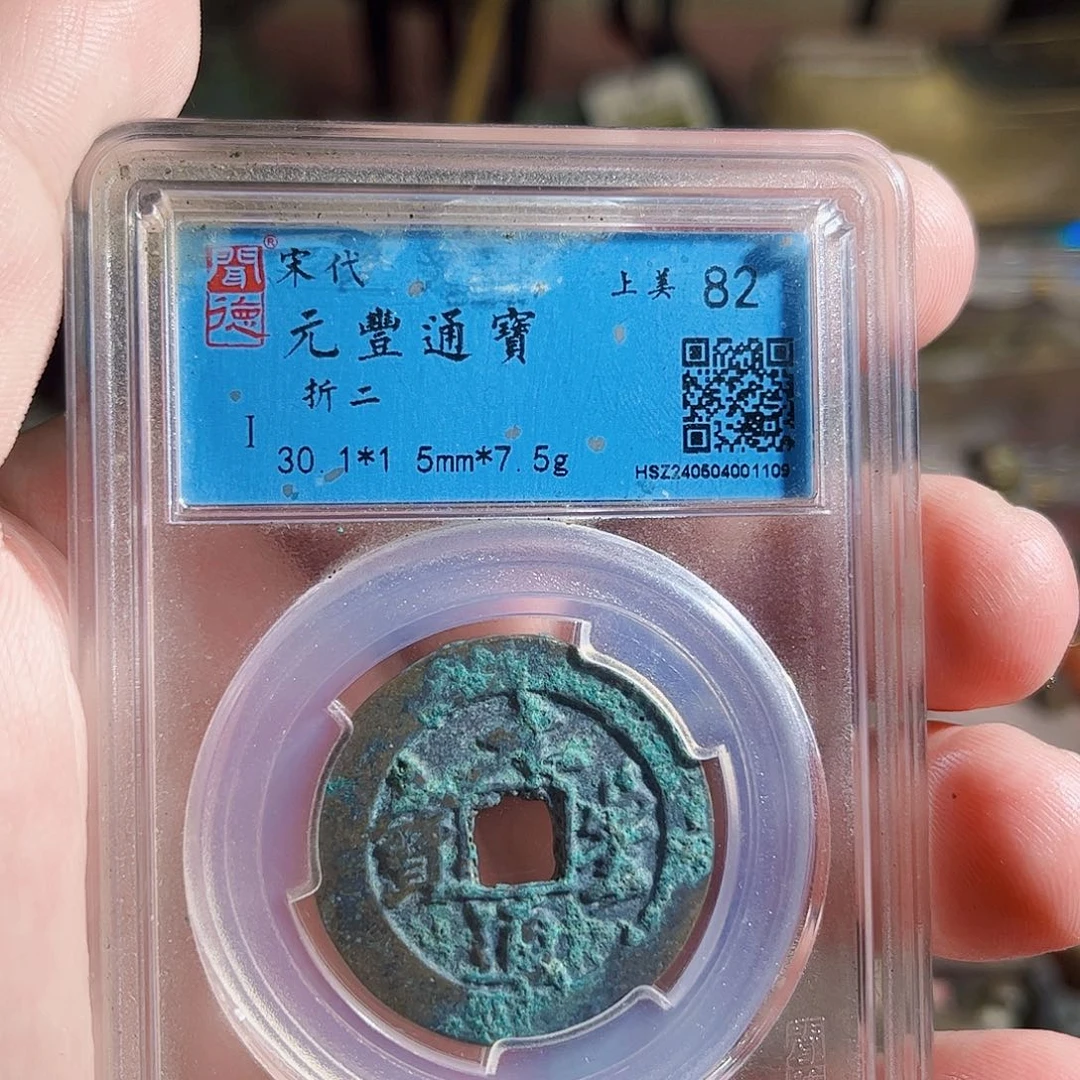 聞德®
宋代
上美 82
元豐通寶
折二
I
30.1*1 5mm*7.5g
HSZ240504001109
寶